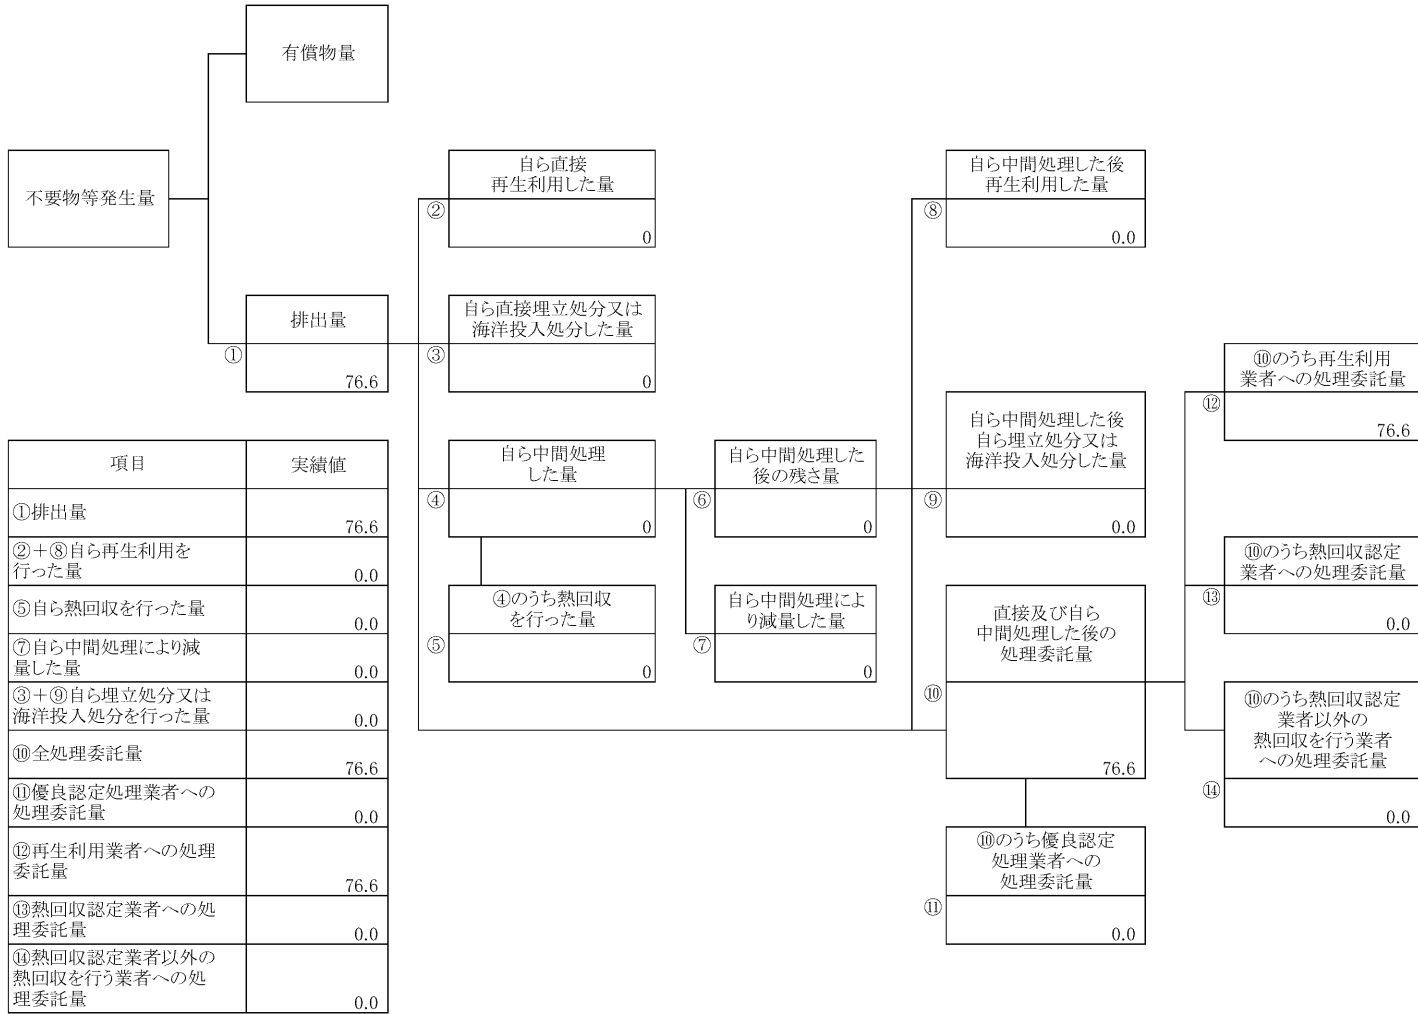 有償物量
不要物等発生量
排出量
①
76.6
自ら直接
再生利用した量
②
0
自ら直接埋立処分又は
海洋投入処分した量
③
0
自ら中間処理
した量
④
0
④のうち熱回収
を行った量
⑤
0
自ら中間処理した
後の残さ量
⑥
0
自ら中間処理によ
り減量した量
⑦
0
自ら中間処理した後
再生利用した量
⑧
0.0
自ら中間処理した後
自ら埋立処分又は
海洋投入処分した量
⑨
0.0
直接及び自ら
中間処理した後の
処理委託量
⑩
76.6
⑩のうち優良認定
処理業者への
処理委託量
⑪
0.0
⑩のうち再生利用
業者への処理委託量
⑫
76.6
⑩のうち熱回収認定
業者への処理委託量
⑬
0.0
⑩のうち熱回収認定
業者以外の
熱回収を行う業者
への処理委託量
⑭
0.0
項目
実績値
①排出量
76.6
②＋⑧自ら再生利用を
行った量
0.0
⑤自ら熱回収を行った量
0.0
⑦自ら中間処理により減
量した量
0.0
③＋⑨自ら埋立処分又は
海洋投入処分を行った量
0.0
⑩全処理委託量
76.6
⑪優良認定処理業者への
処理委託量
0.0
⑫再生利用業者への処理
委託量
76.6
⑬熱回収認定業者への処
理委託量
0.0
⑭熱回収認定業者以外の
熱回収を行う業者への処
理委託量
0.0